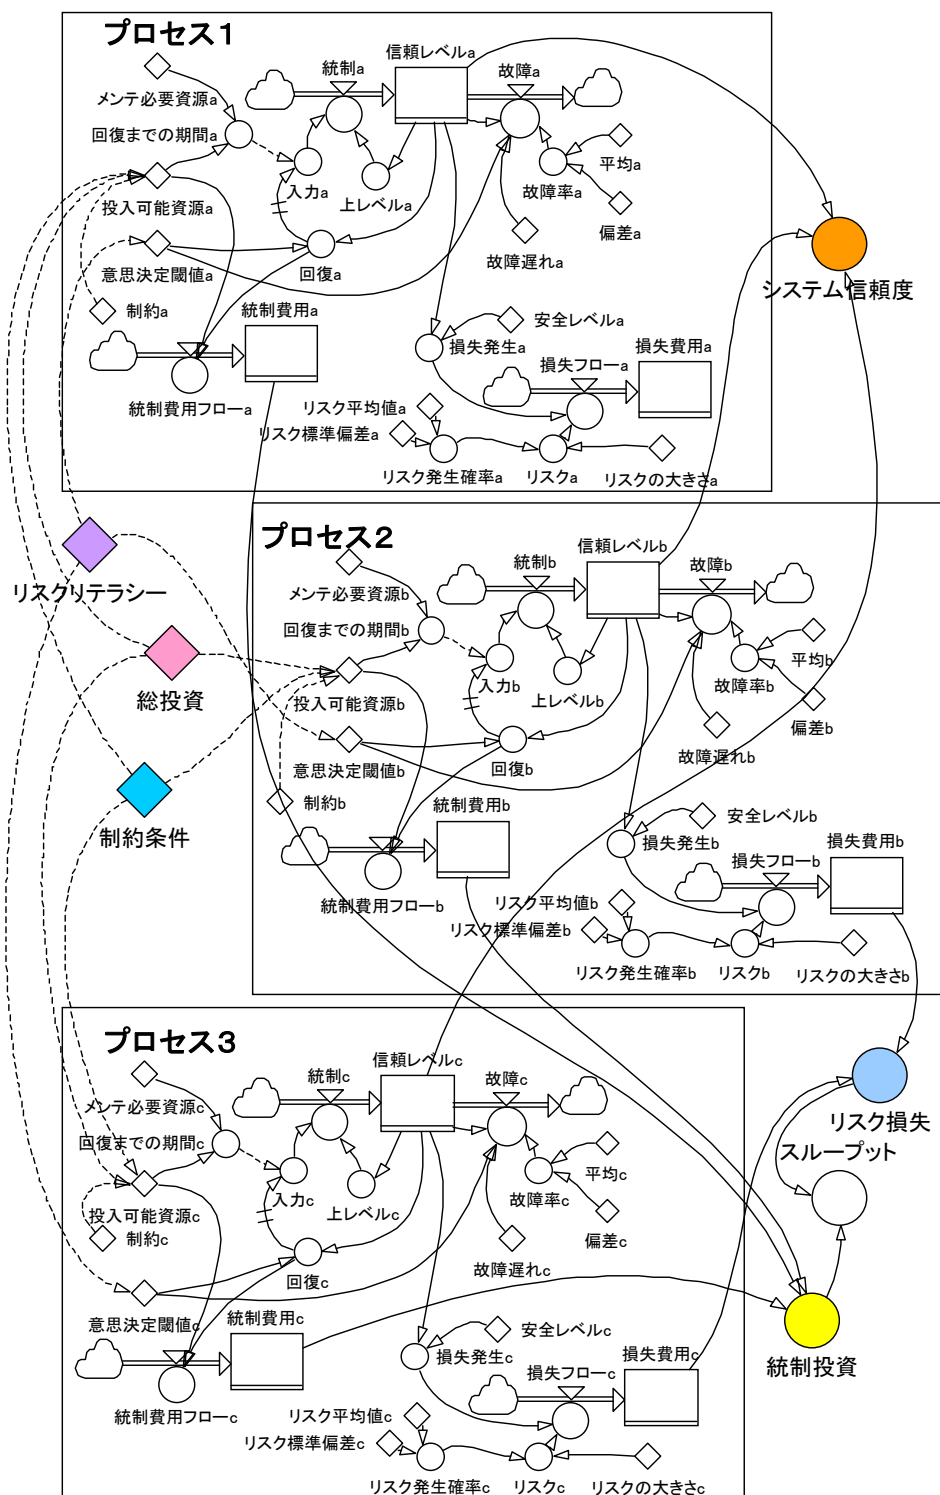 プロセス１
信頼レベルa
統制a
故障a
メンテ必要資源a
回復までの期間a
平均a
入力a
上レベルa
故障率a
投入可能資源a
偏差a
故障遅れa
意思決定閾値a
回復a
システム信頼度
制約a
統制費用a
安全レベルa
損失発生a
損失フローa
損失費用a
統制費用フローa
リスク平均値a
リスク標準偏差a
リスク発生確率a
リスクa
リスクの大きさa
プロセス２
信頼レベルb
統制b
故障b
リスクリテラシー
メンテ必要資源b
回復までの期間b
平均b
入力b
上レベルb
故障率b
総投資
投入可能資源b
偏差b
故障遅れb
意思決定閾値b
回復b
制約条件
制約b
統制費用b
安全レベルb
損失発生b
損失フローb
損失費用b
統制費用フローb
リスク平均値b
リスク標準偏差b
リスク発生確率b
リスクb
リスクの大きさb
プロセス３
信頼レベルc
統制c
故障c
メンテ必要資源c
回復までの期間c
リスク損失
スループット
平均c
入力c
上レベルc
故障率c
投入可能資源c
制約c
偏差c
故障遅れc
回復c
意思決定閾値c
統制費用c
安全レベルc
損失発生c
損失フローc
損失費用c
統制投資
統制費用フローc
リスク平均値c
リスク標準偏差c
リスク発生確率c
リスクc
リスクの大きさc